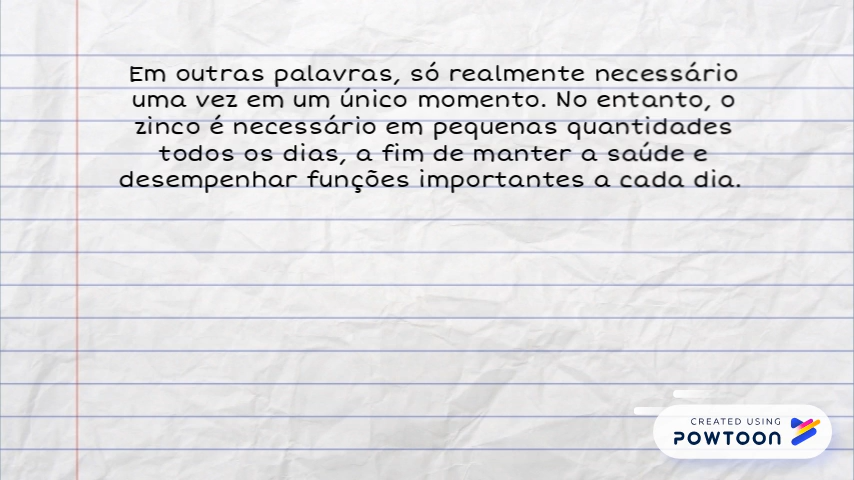 Em outras palavras, só realmente necessário
uma vez em um único momento. No entanto, o
zinco é necessário em pequenas quantidades
todos os dias, a fim de manter a saúde e
desempenhar funções importantes a cada dia.
CREATED USING
POWTOON